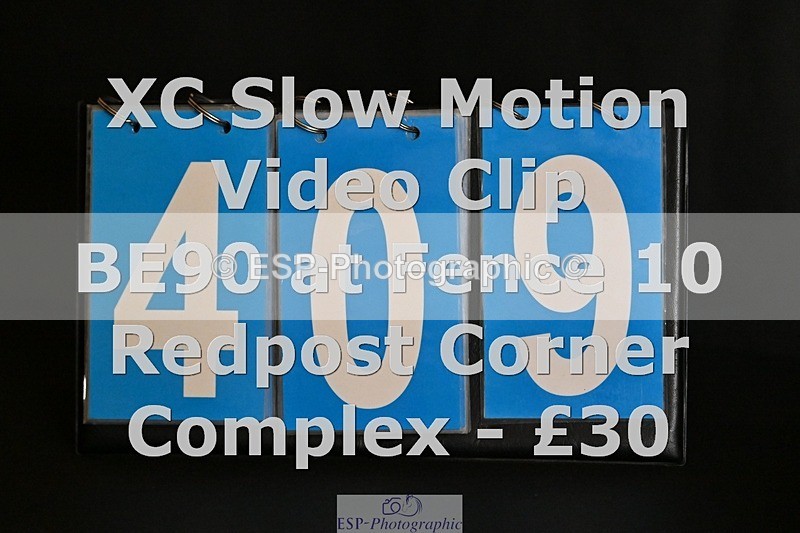 XC Slow Motion
Video Clip
BE90 at Fence 10
Redpost Corner
Complex - £30
409
© ESP-Photographic ©
ESP-Photographic